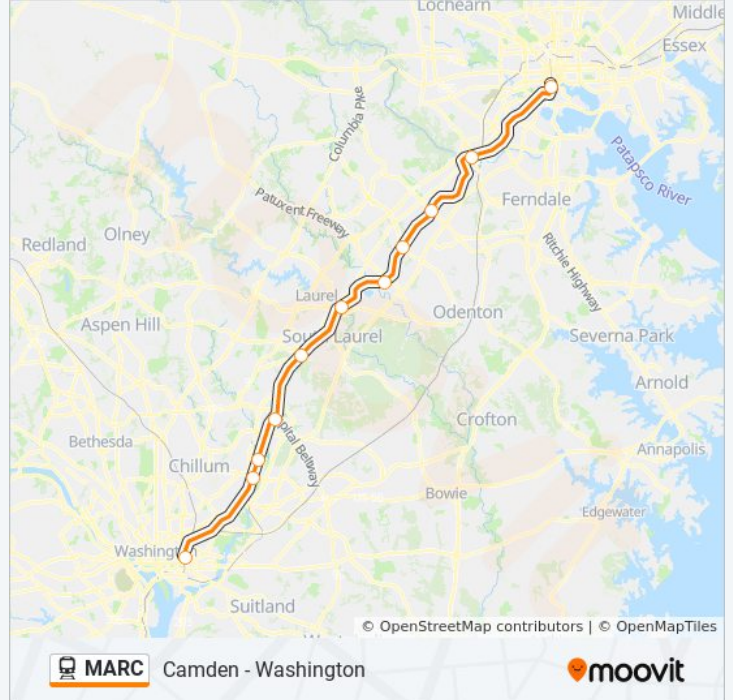 Lochearn
Middle
Essex
Columbia Pke
Patapsco River
Patuxent Freeway
Ferndale
Olney
Redland
Ritchie Highway
Laurel
Odenton
Aspen Hill
South Laurel
Severna Park
Arnold
Crofton
Bethesda
Capital Beltway
Annapolis
Chillum
Bowie
Edgewater
Washington
Suitland
© OpenStreetMap contributors | © OpenMapTiles
MARC Camden - Washington
moovit